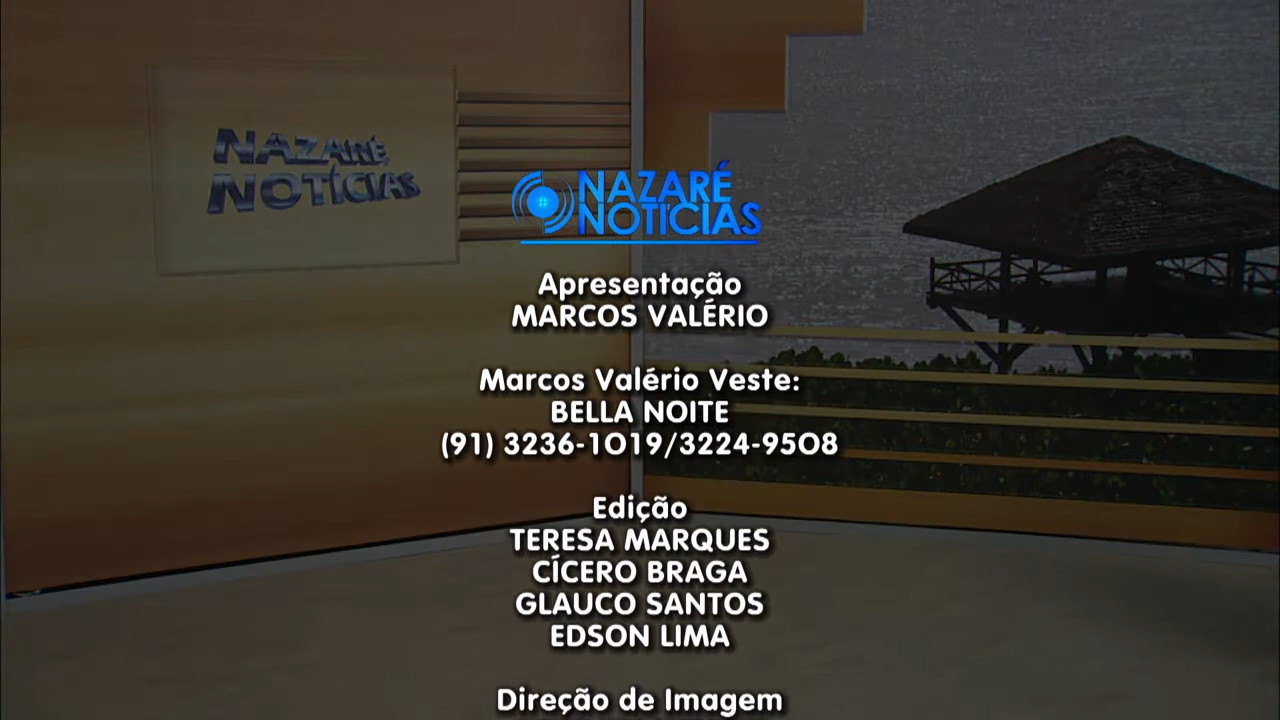 NAZARÉ
NOTÍCIAS
NAZARÉ
NOTÍCIAS
Apresentação
MARCOS VALÉRIO
Marcos Valério Veste:
BELLA NOITE
(91) 3236-1019/3224-9508
Edição
TERESA MARQUES
CÍCERO BRAGA
GLAUCO SANTOS
EDSON LIMA
Direção de Imagem